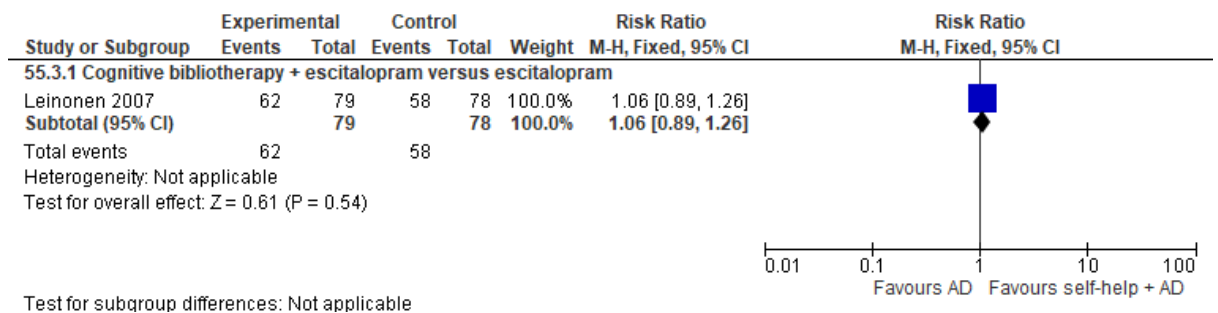 Experimental Control Risk Ratio Risk Ratio
Study or Subgroup Events Total Events Total Weight M-H, Fixed, 95% CI M-H, Fixed, 95% CI
55.3.1 Cognitive bibliotherapy + escitalopram versus escitalopram
Leinonen 2007 62 79 58 78 100.0% 1.06 [0.89, 1.26]
Subtotal (95% CI) 79 78 100.0% 1.06 [0.89, 1.26]
Total events 62 58
Heterogeneity: Not applicable
Test for overall effect: Z = 0.61 (P = 0.54)
0.01 0.1 1 10 100
Favours AD Favours self-help + AD
Test for subgroup differences: Not applicable